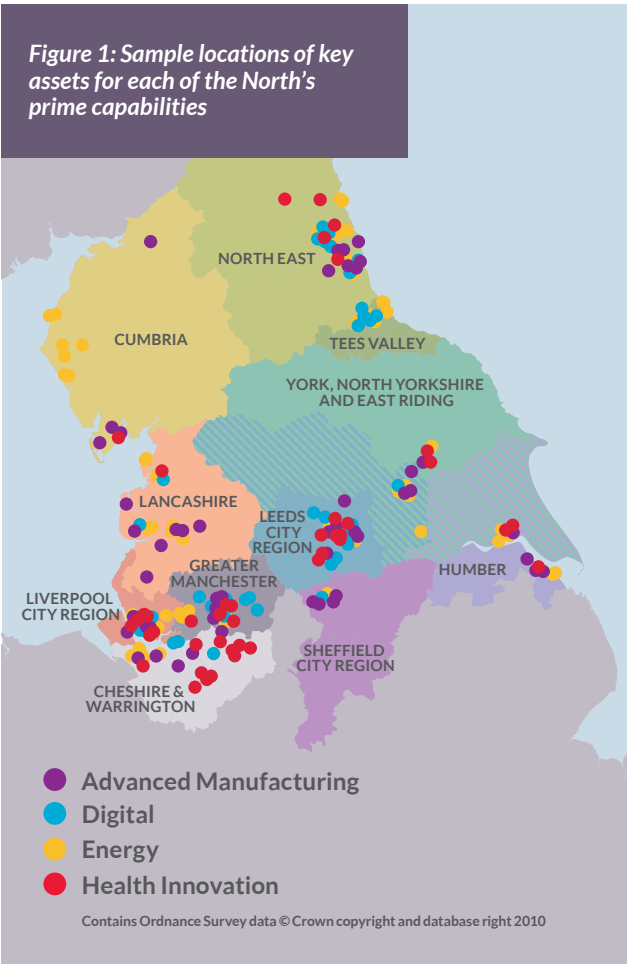 Figure 1: Sample locations of key
assets for each of the North's
prime capabilities
NORTH EAST
CUMBRIA
TEES VALLEY
YORK, NORTH YORKSHIRE
AND EAST RIDING
LANCASHIRE
LEEDS
CITY
REGION
GREATER
MANCHESTER
HUMBER
LIVERPOOL
CITY REGION
SHEFFIELD
CITY REGION
CHESHIRE &
WARRINGTON
Advanced Manufacturing
Digital
Energy
Health Innovation
Contains Ordnance Survey data © Crown copyright and database right 2010